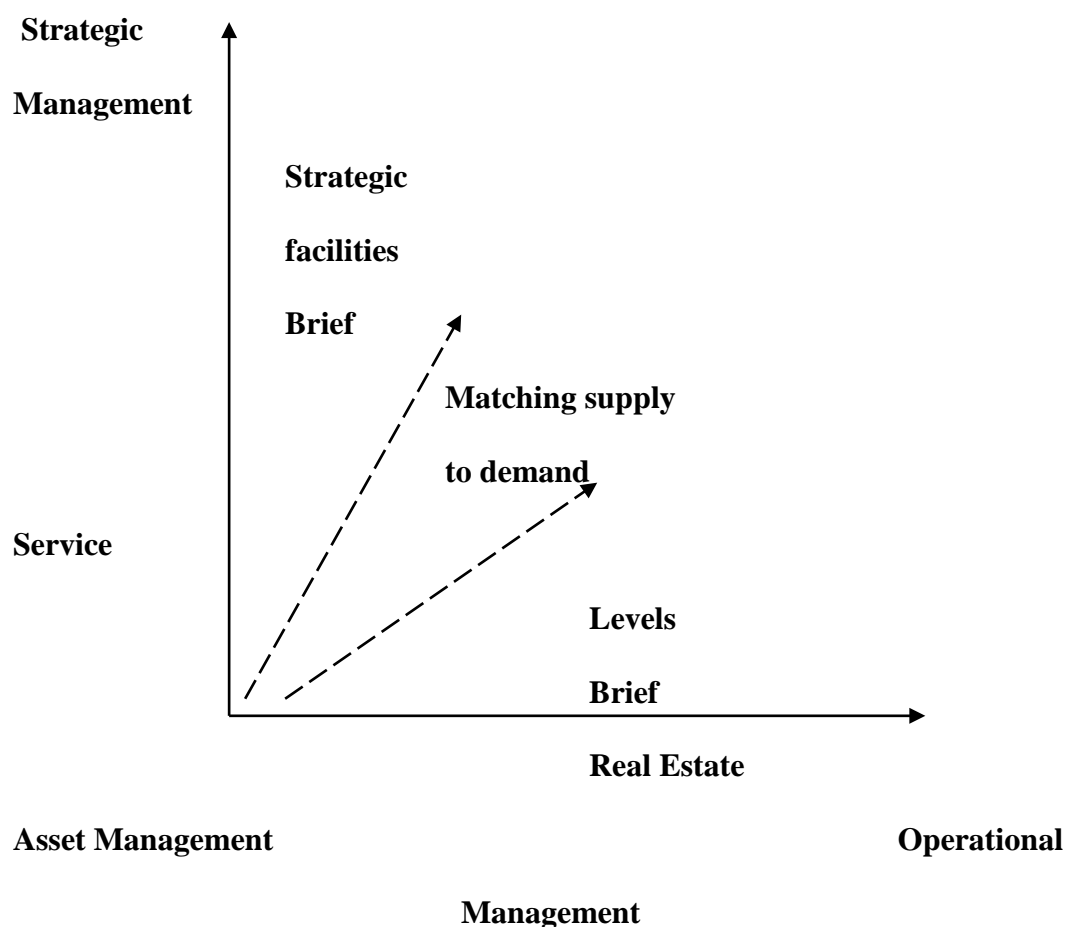 Strategic
Management
Strategic
facilities
Brief
Matching supply
to demand
Service
Levels
Brief
Real Estate
Asset Management Operational
Management